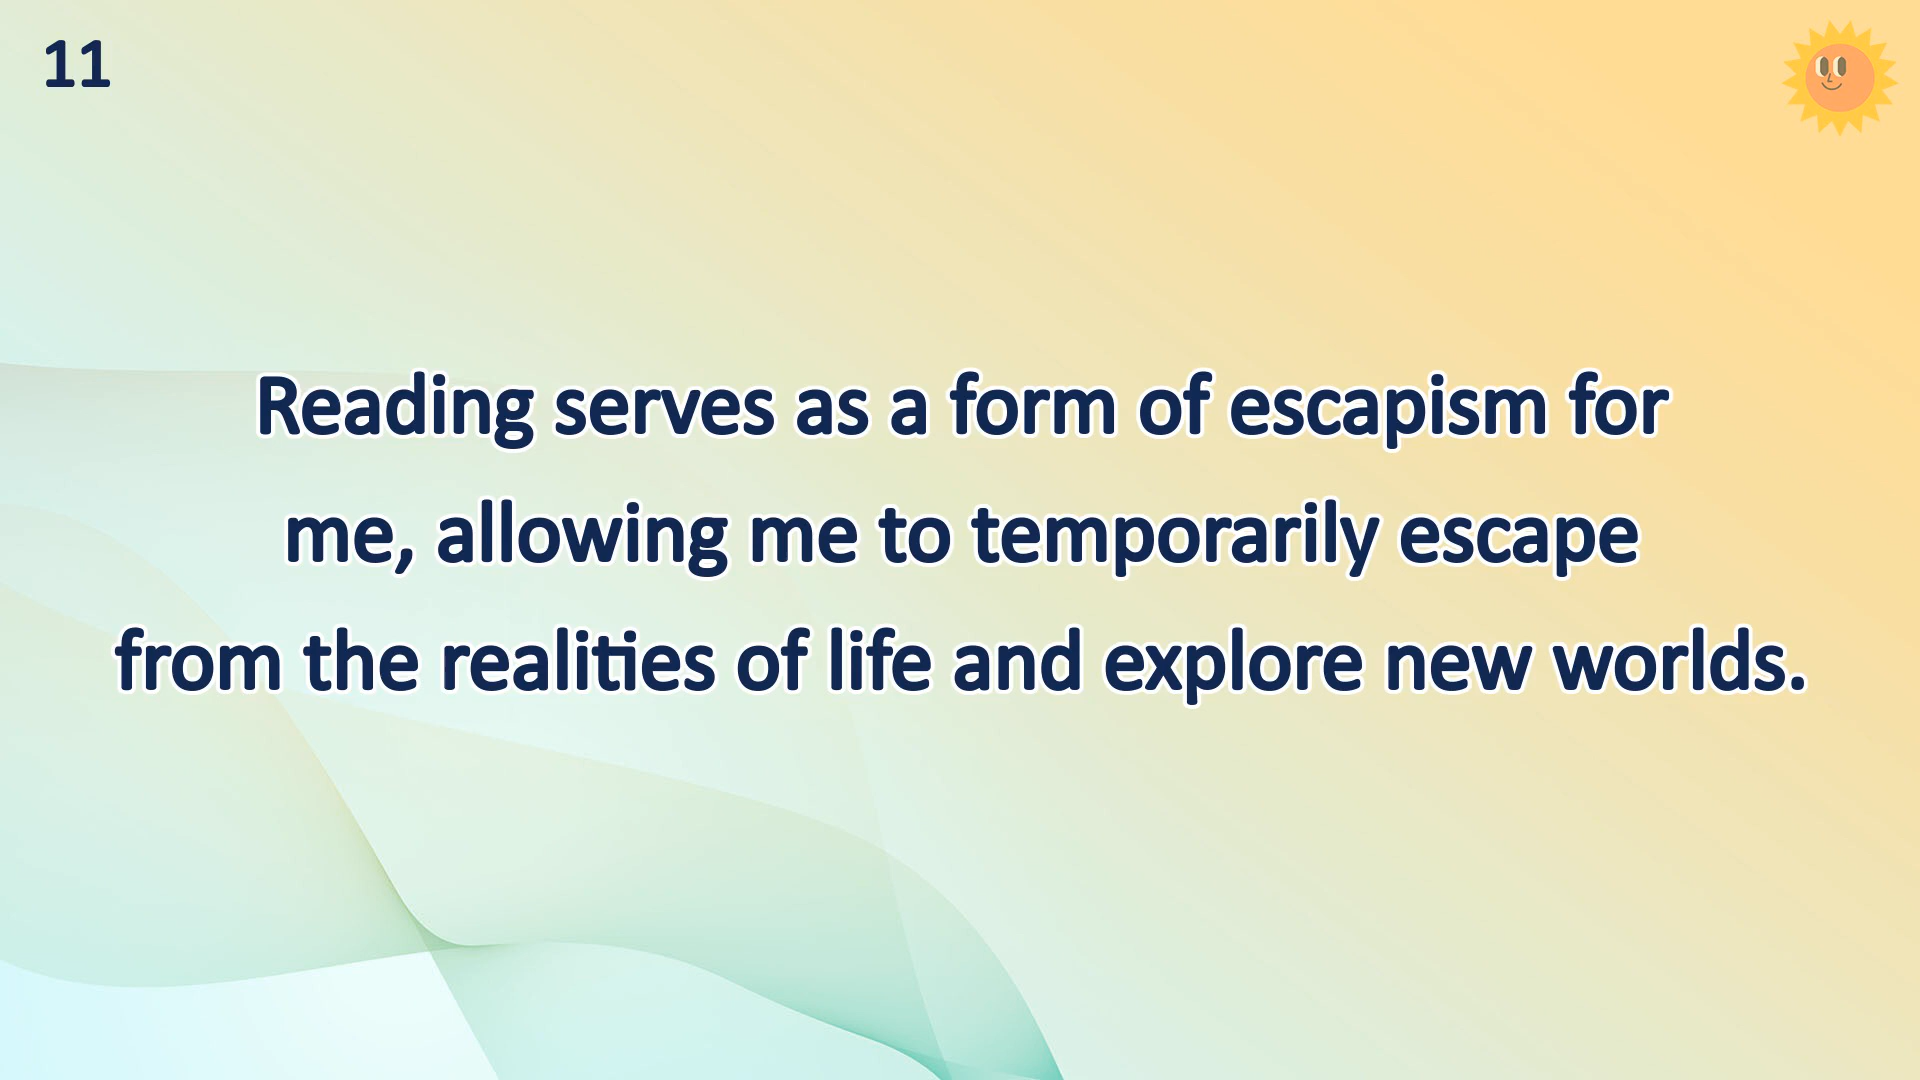 11
Reading serves as a form of escapism for
me, allowing me to temporarily escape
from the realities of life and explore new worlds.